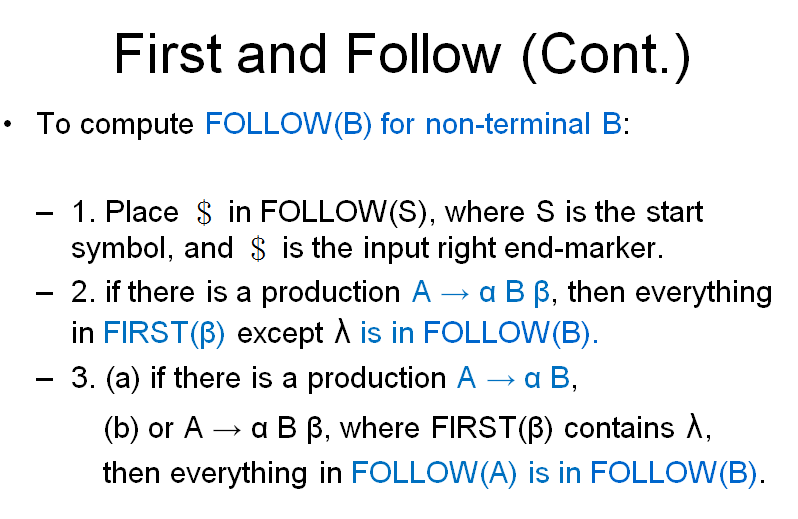 First and Follow (Cont.)
• To compute FOLLOW(B) for non-terminal B:
– 1. Place $ in FOLLOW(S), where S is the start
symbol, and $ is the input right end-marker.
– 2. if there is a production A → α B β, then everything
in FIRST(β) except λ is in FOLLOW(B).
– 3. (a) if there is a production A → α B,
(b) or A → α B β, where FIRST(β) contains λ,
then everything in FOLLOW(A) is in FOLLOW(B).